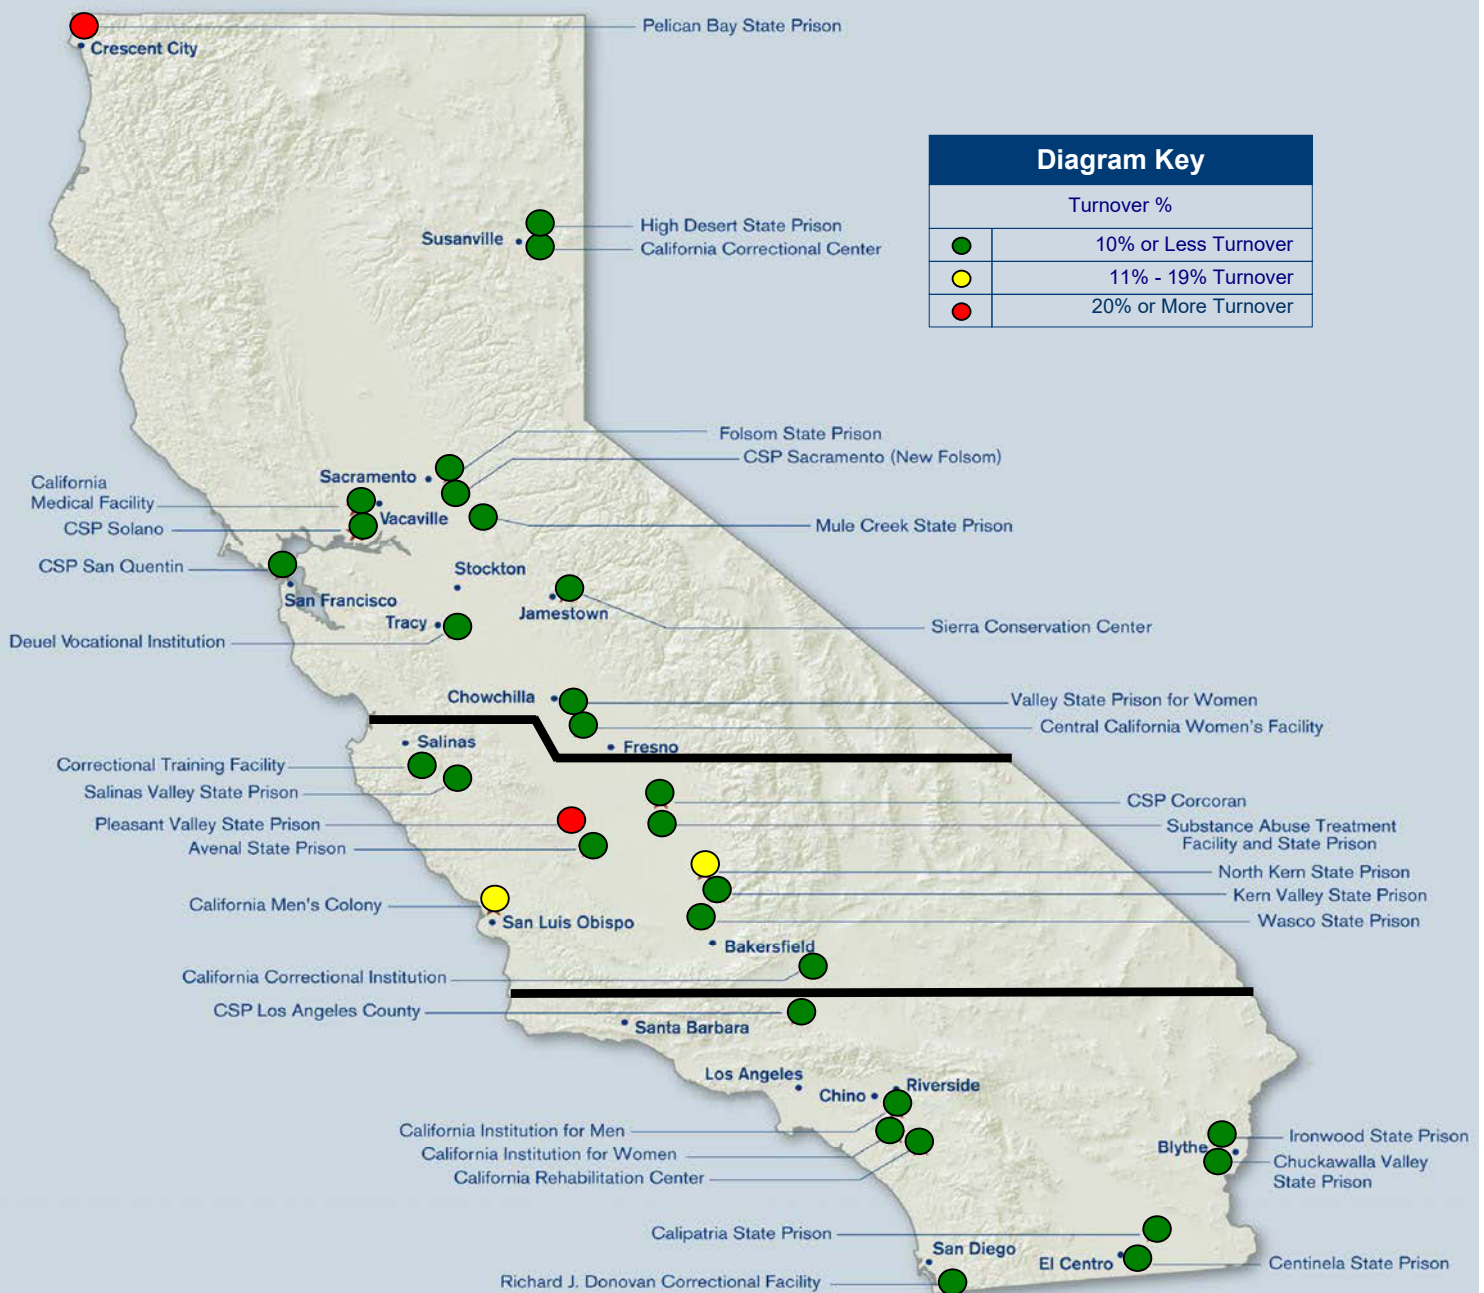 Pelican Bay State Prison
Crescent City
Diagram Key
Turnover %
10% or Less Turnover
11% - 19% Turnover
20% or More Turnover
High Desert State Prison
Susanville
California Correctional Center
Folsom State Prison
CSP Sacramento (New Folsom)
Sacramento
California
Medical Facility
Vacaville
CSP Solano
Mule Creek State Prison
CSP San Quentin
Stockton
San Francisco
Jamestown
Tracy
Sierra Conservation Center
Deuel Vocational Institution
Chowchilla
Valley State Prison for Women
Central California Women's Facility
Salinas
Fresno
Correctional Training Facility
Salinas Valley State Prison
CSP Corcoran
Pleasant Valley State Prison
Substance Abuse Treatment
Facility and State Prison
Avenal State Prison
North Kern State Prison
Kern Valley State Prison
California Men's Colony
San Luis Obispo
Wasco State Prison
Bakersfield
California Correctional Institution
CSP Los Angeles County
Santa Barbara
Los Angeles
Riverside
Chino
California Institution for Men
California Institution for Women
California Rehabilitation Center
Ironwood State Prison
Blythe
Chuckawalla Valley
State Prison
Calipatria State Prison
San Diego
El Centro
Centinela State Prison
Richard J. Donovan Correctional Facility